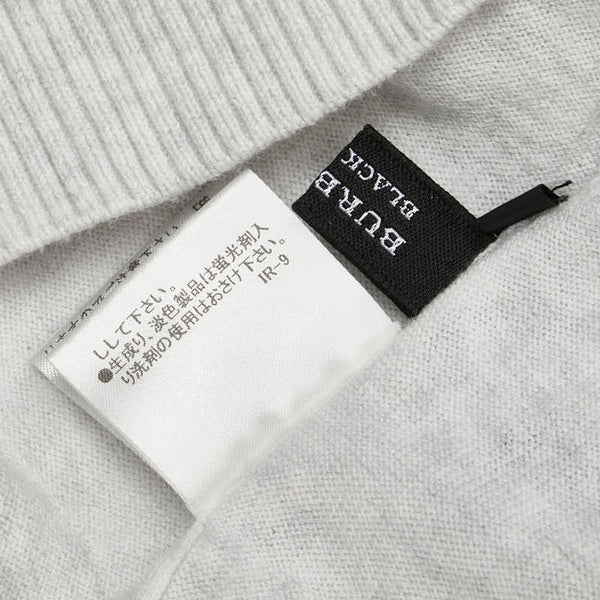 ししして下さい。
●生成り、淡色製品は蛍光剤入
り洗剤の使用はおさけ下さい。
IR-9
BURB
BLACK